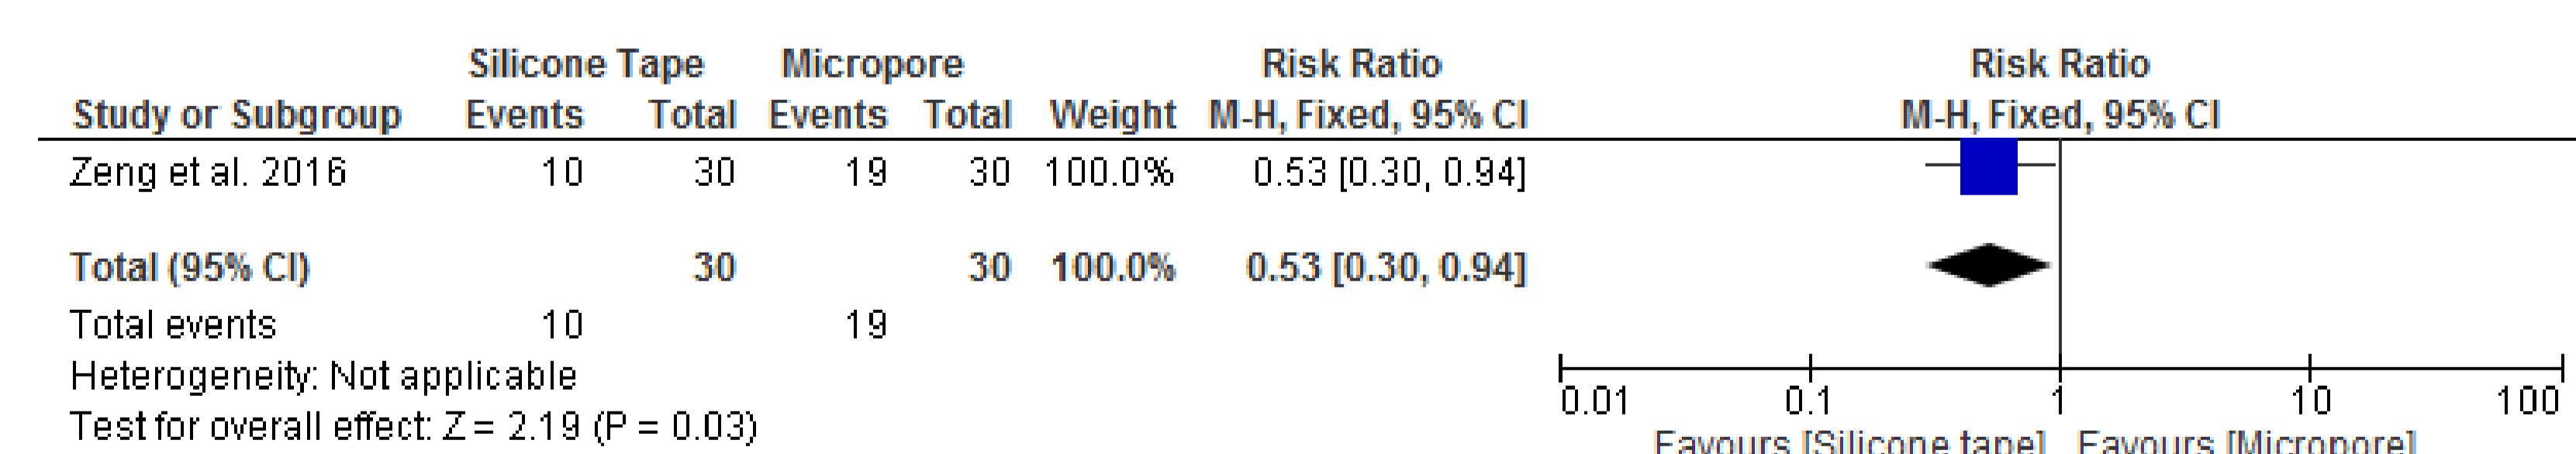 Silicone Tape Micropore Risk Ratio Risk Ratio
Study or Subgroup Events Total Events Total Weight M-H, Fixed, 95% CI M-H, Fixed, 95% CI
Zeng et al. 2016 10 30 19 30 100.0% 0.53 [0.30, 0.94]
Total (95% CI) 30 30 100.0% 0.53 [0.30, 0.94]
Total events 10 19
Heterogeneity: Not applicable
Test for overall effect: Z = 2.19 (P = 0.03)
0.01 0.1 1 10 100
Favours [Silicone tape] Favours [Micropore]